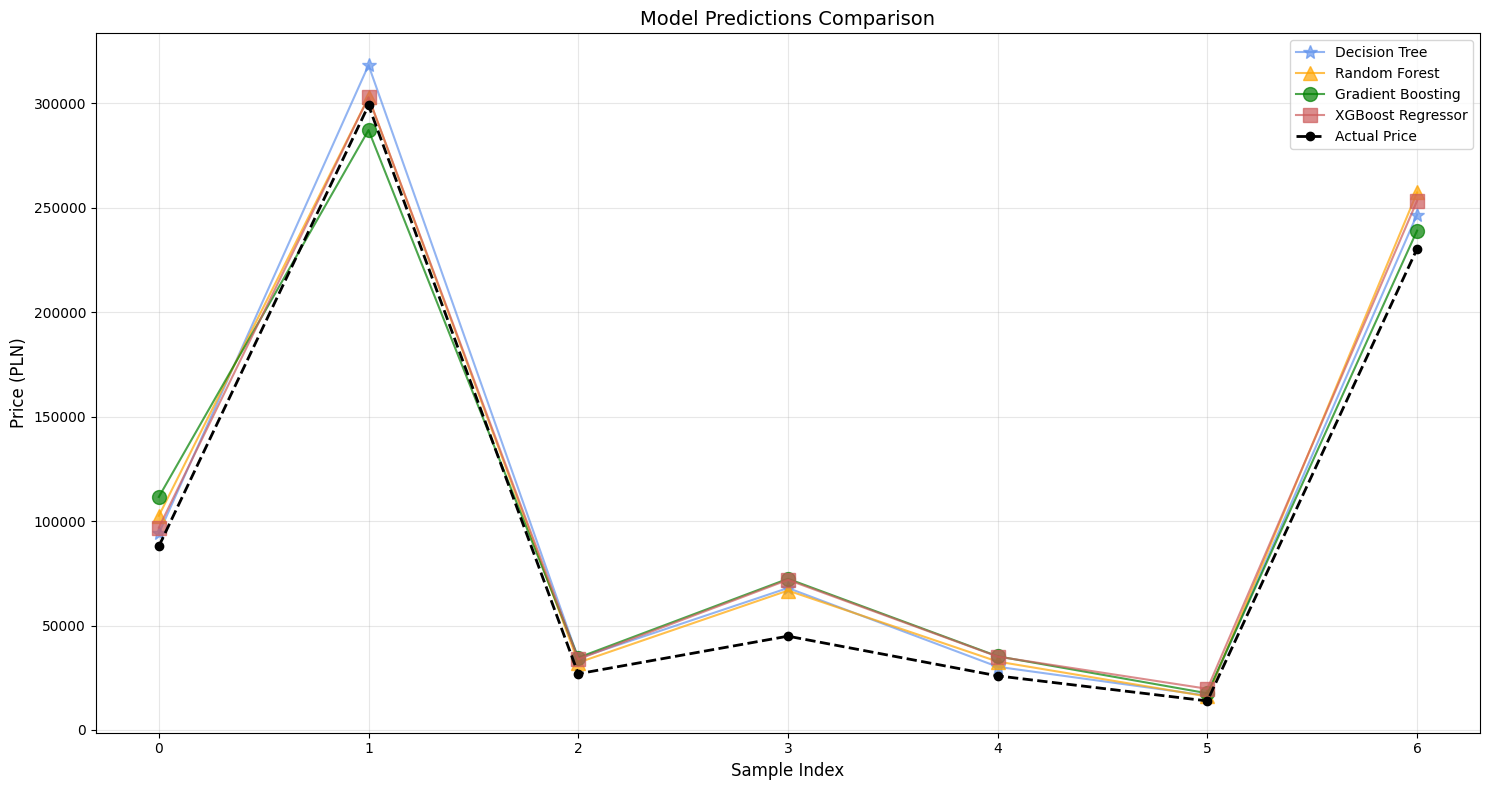 Model Predictions Comparison
Decision Tree
Random Forest
Gradient Boosting
XGBoost Regressor
Actual Price
Price (PLN)
300000
250000
200000
150000
100000
50000
0
0 1 2 3 4 5 6
Sample Index